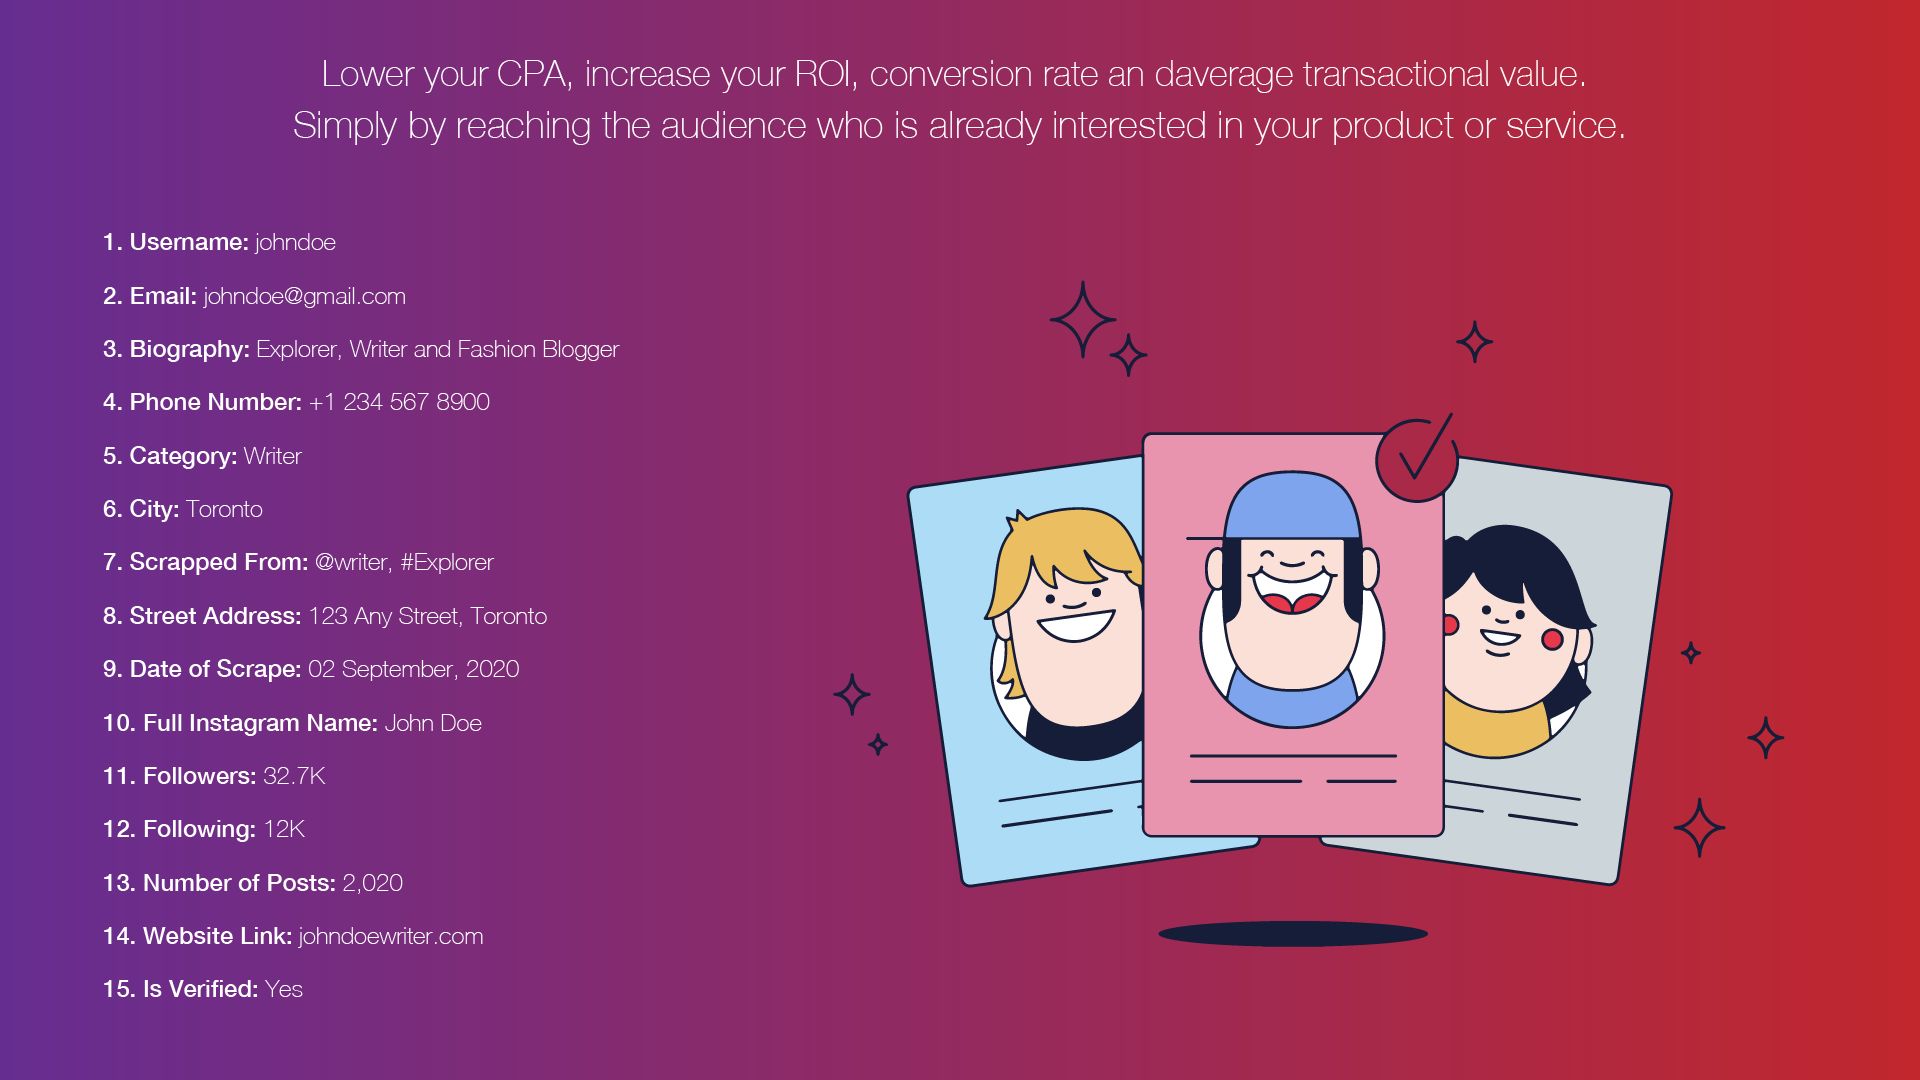 Lower your CPA, increase your ROI, conversion rate an daverage transactional value.
Simply by reaching the audience who is already interested in your product or service.
1. Username: johndoe
2. Email: johndoe@gmail.com
3. Biography: Explorer, Writer and Fashion Blogger
4. Phone Number: +1 234 567 8900
5. Category: Writer
6. City: Toronto
7. Scrapped From: @writer, #Explorer
8. Street Address: 123 Any Street, Toronto
9. Date of Scrape: 02 September, 2020
10. Full Instagram Name: John Doe
11. Followers: 32.7K
12. Following: 12K
13. Number of Posts: 2,020
14. Website Link: johndoewriter.com
15. Is Verified: Yes